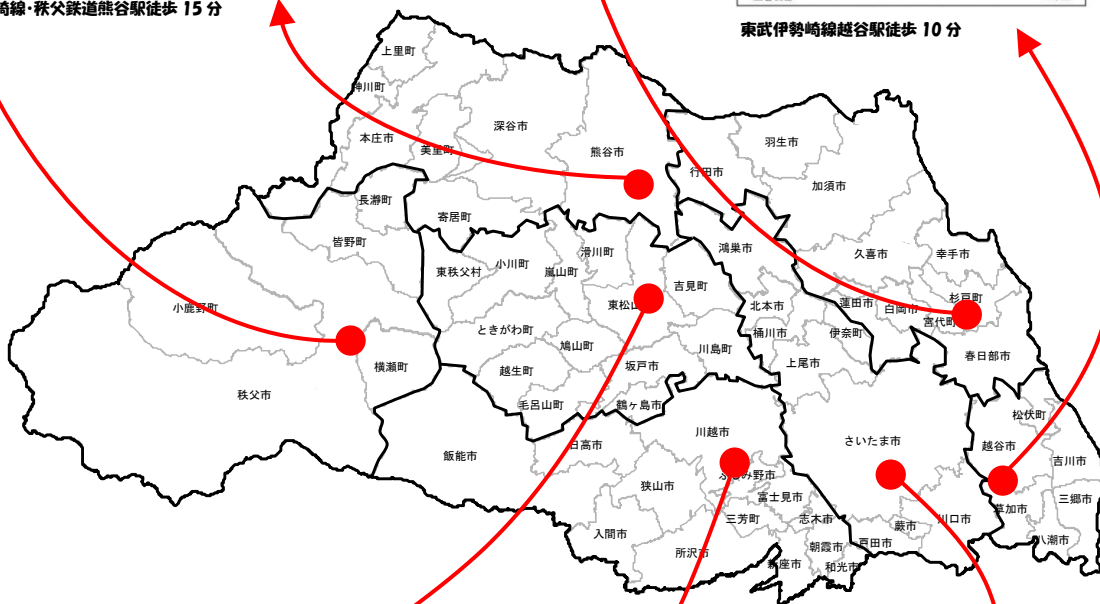 崎線・秩父鉄道熊谷駅徒歩 15 分
東武伊勢崎線越谷駅徒歩 10 分
上里町
神川町
本庄市
美里町
深谷市
熊谷市
行田市
羽生市
加須市
長瀞町
寄居町
皆野町
東秩父村
小川町
嵐山町
滑川町
吉見町
鴻巣市
久喜市
幸手市
小鹿野町
東松山
北本市
蓮田市
白岡市
杉戸町
宮代町
ときがわ町
鳩山町
桶川市
伊奈町
春日部市
横瀬町
越生町
坂戸市
川島町
上尾市
秩父市
毛呂山町
鶴ヶ島市
松伏町
飯能市
日高市
川越市
さいたま市
越谷市
吉川市
狭山市
ふじみ野市
富士見市
三郷市
入間市
三芳町
志木市
蕨市
川口市
草加市
所沢市
朝霞市
戸田市
八潮市
新座市
和光市